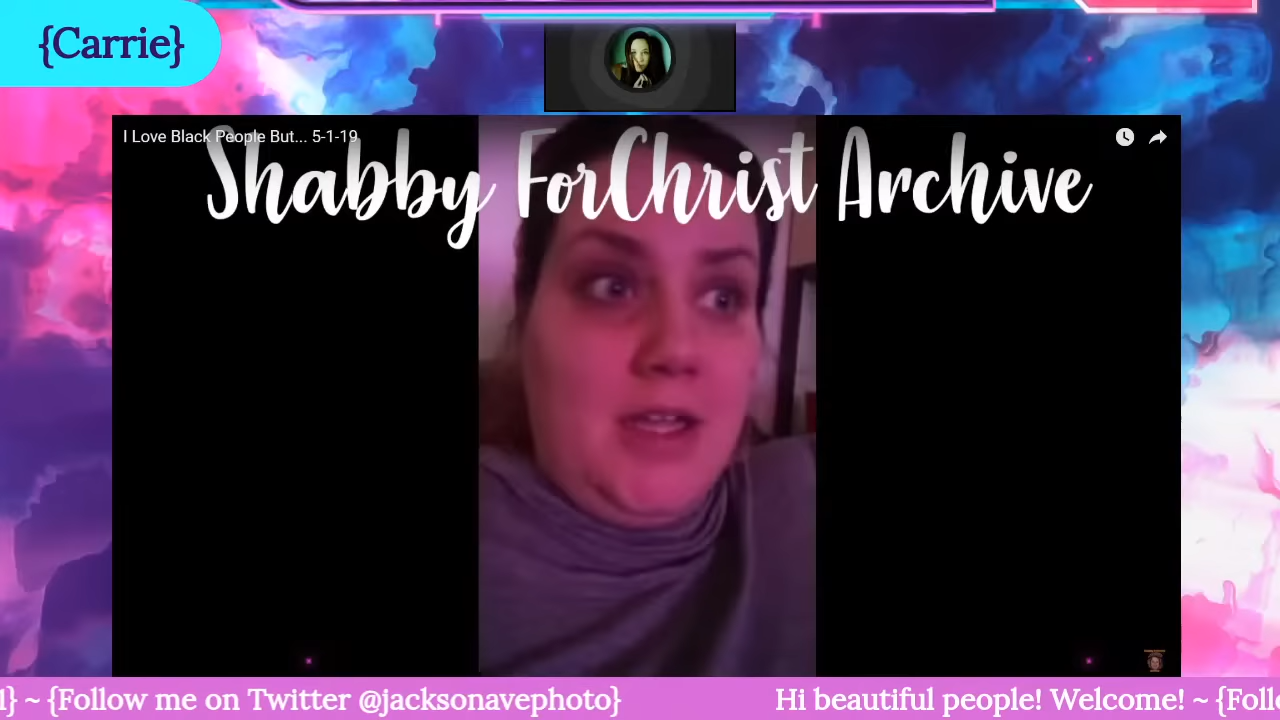 {Carrie}
I Love Black People But... 5-1-19
Shabby ForChrist Archive
} ~ {Follow me on Twitter @jacksonavephoto}
Hi beautiful people! Welcome! ~ {Foll